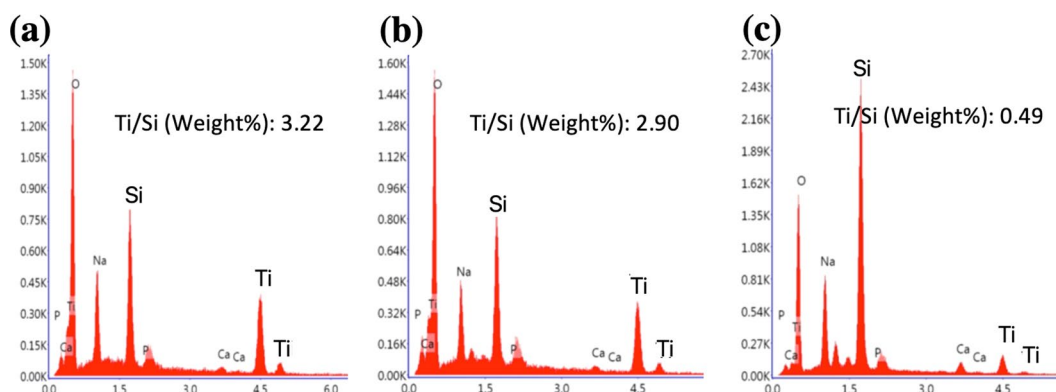 (a)
1.50K
1.35K
1.20K
1.05K
0.90K
0.75K
0.60K
0.45K
0.30K
0.15K
0.00K
0.0
1.5
3.0
4.5
6.0
O
Ti/Si (Weight%): 3.22
Si
Na
P
Ti
Ca
P
Ca
Ca
Ti
Ti
(b)
1.60K
1.44K
1.28K
1.12K
0.96K
0.80K
0.64K
0.48K
0.32K
0.16K
0.00K
0.0
1.5
3.0
4.5
O
Ti/Si (Weight%): 2.90
Si
Na
P
Ti
Ca
P
Ca
Ca
Ti
Ti
(c)
2.70K
2.43K
2.16K
1.89K
1.62K
1.35K
1.08K
0.81K
0.54K
0.27K
0.00K
0.0
1.5
3.0
4.5
Si
Ti/Si (Weight%): 0.49
O
Na
P
Ti
Ca
P
Ca
Ca
Ti
Ti